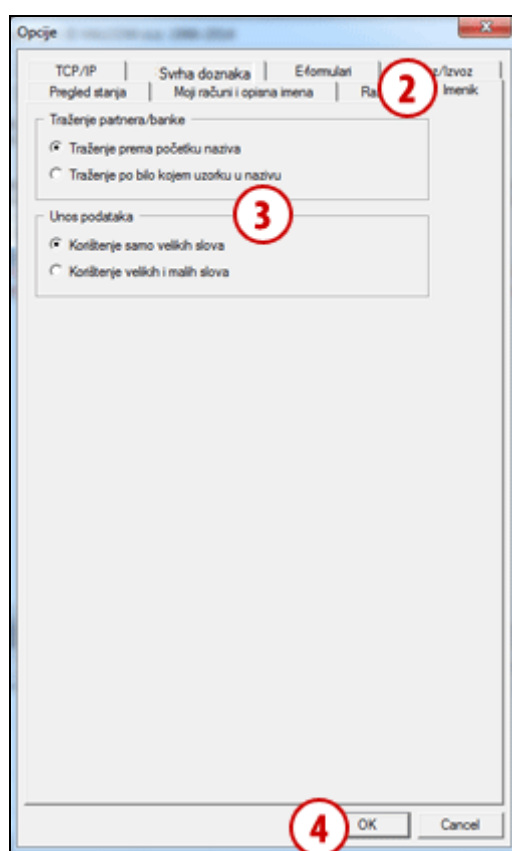 Opcije
TCP/IP Svrha doznaka E-formulari z/Izvoz
Pregled stanja Moji računi i opisna imena Ra Imenik
2
Traženje partnera/banke
Traženje prema početku naziva
Traženje po bilo kojem uzorku u nazivu
3
Unos podataka
Korištenje samo velikih slova
Korištenje velikih i malih slova
4
OK Cancel